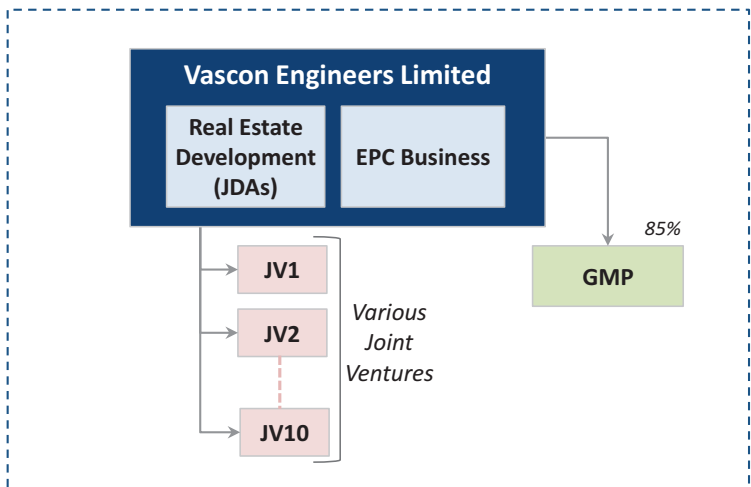 Vascon Engineers Limited
Real Estate
Development
(JDAs)
EPC Business
85%
GMP
JV1
JV2
JV10
Various
Joint
Ventures